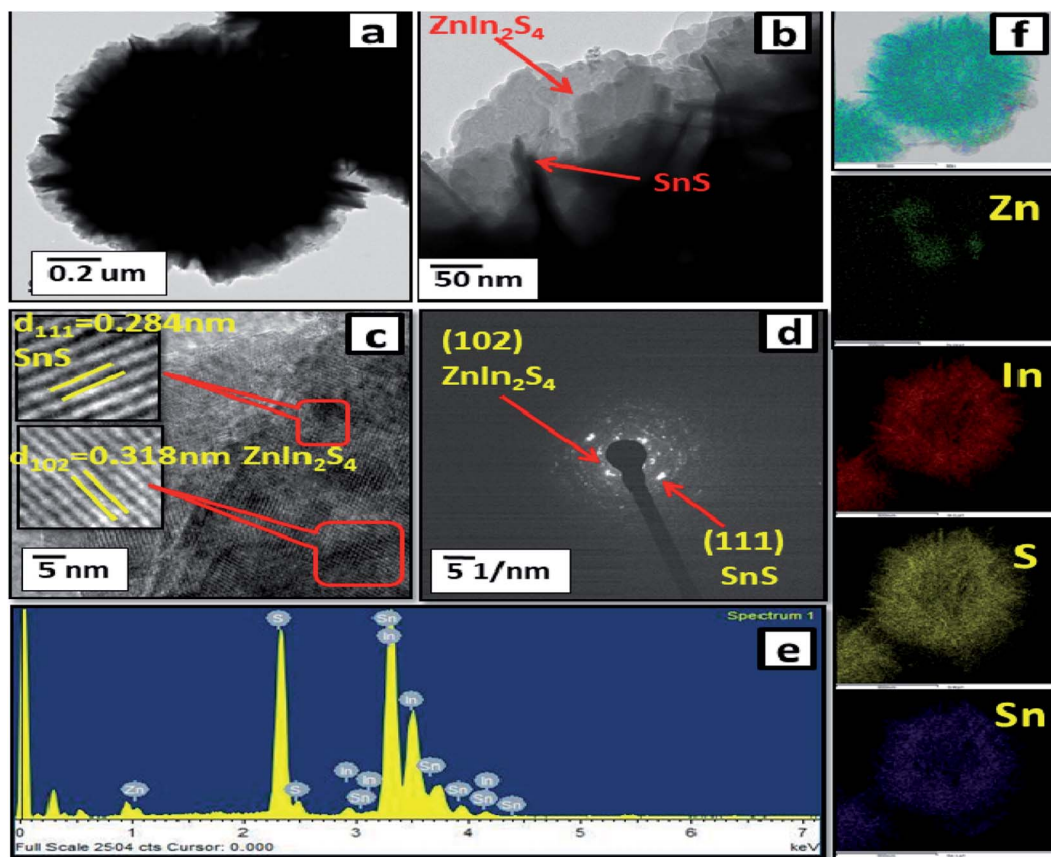 a
0.2 um
b
ZnIn₂S₄
SnS
50 nm
c
d₁₁₁=0.284nm
SnS
d₁₀₂=0.318nm ZnIn₂S₄
5 nm
d
(102)
ZnIn₂S₄
(111)
SnS
5 1/nm
e
Spectrum 1
S
Sn
In
In
Zn
S
In
In
Sn
Sn
Sn
In
Sn
Sn
0 1 2 3 4 5 6 7
Full Scale 2504 cts Cursor: 0.000
keV
f
Zn
In
S
Sn